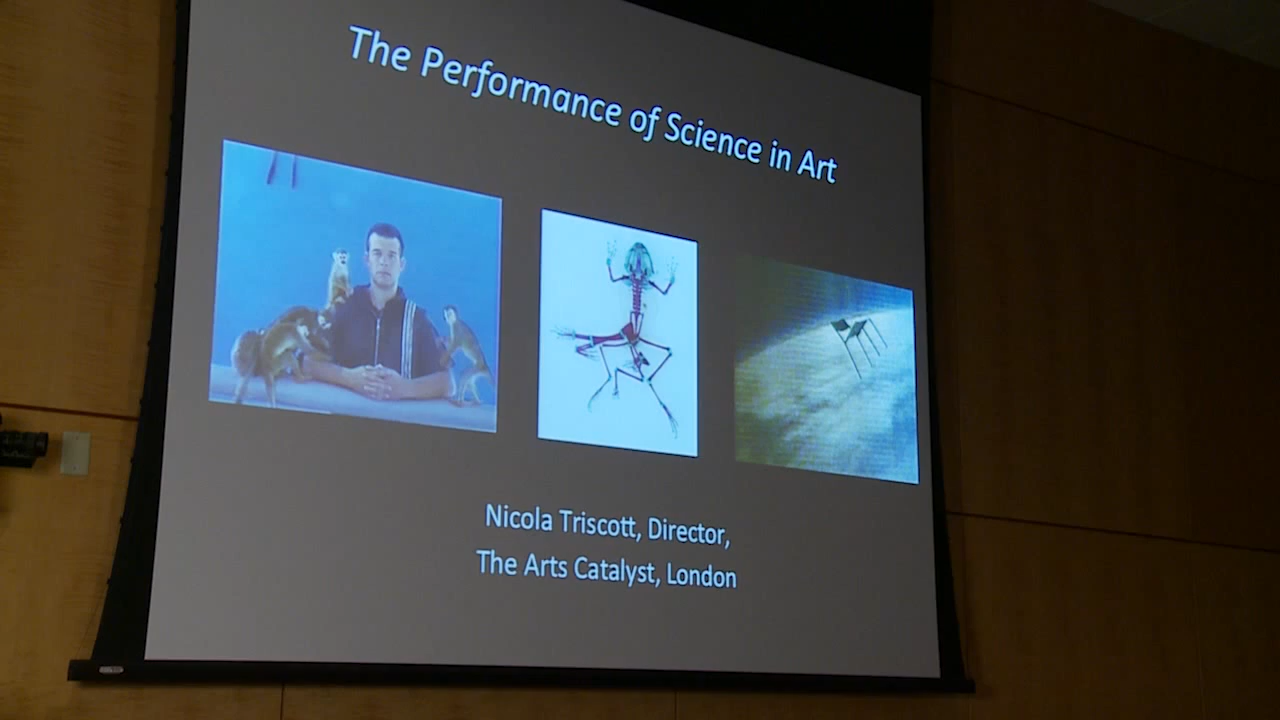 The Performance of Science in Art
Nicola Triscott, Director,
The Arts Catalyst, London